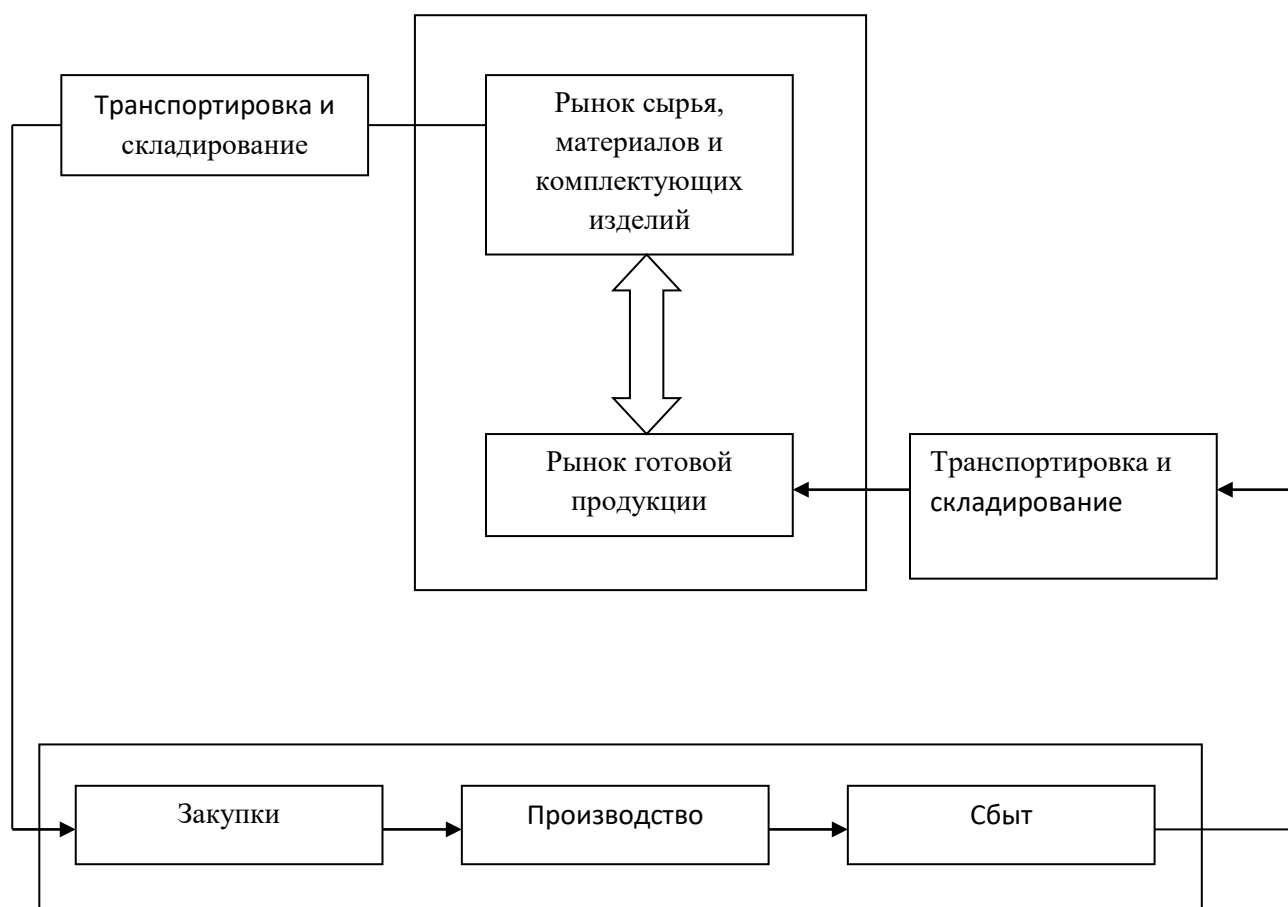 Транспортировка и
складирование
Рынок сырья,
материалов и
комплектующих
изделий
Рынок готовой
продукции
Транспортировка и
складирование
Закупки
Производство
Сбыт